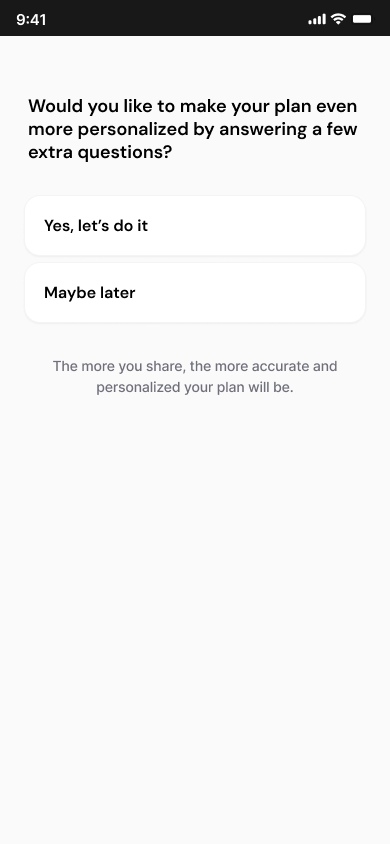 9:41
Would you like to make your plan even
more personalized by answering a few
extra questions?
Yes, let’s do it
Maybe later
The more you share, the more accurate and
personalized your plan will be.